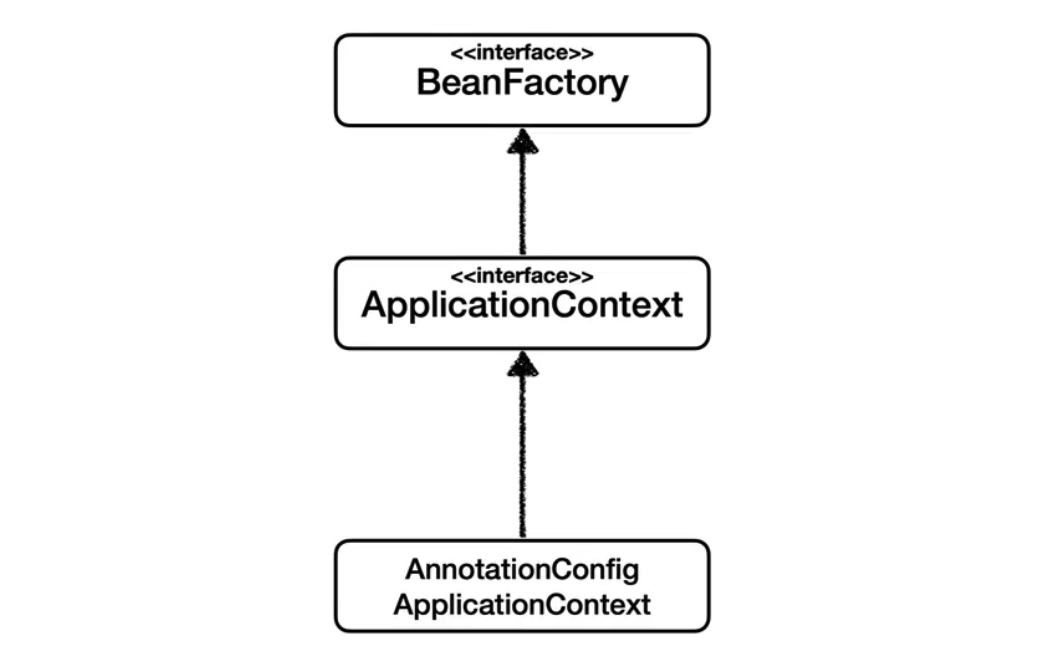 <<interface>>
BeanFactory
<<interface>>
ApplicationContext
AnnotationConfig
ApplicationContext